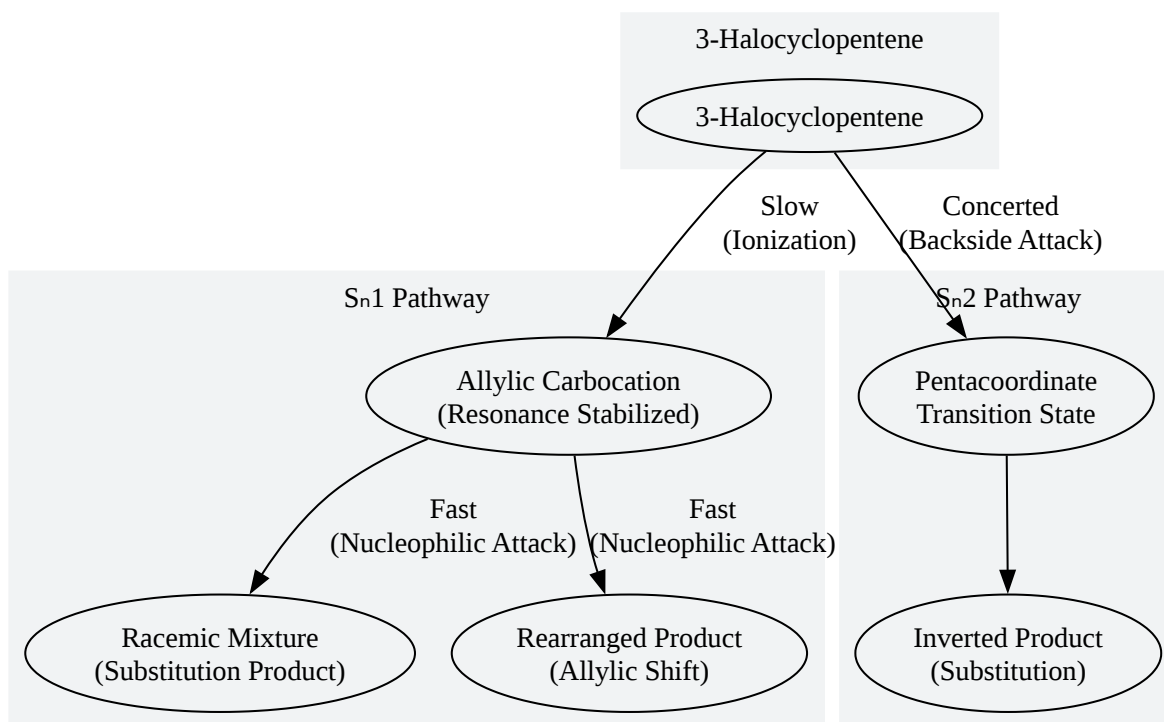 3-Halocyclopentene
3-Halocyclopentene
Slow
(Ionization)
Concerted
(Backside Attack)
Sₙ1 Pathway
Sₙ2 Pathway
Allylic Carbocation
(Resonance Stabilized)
Pentacoordinate
Transition State
Fast
(Nucleophilic Attack)
Fast
(Nucleophilic Attack)
Racemic Mixture
(Substitution Product)
Rearranged Product
(Allylic Shift)
Inverted Product
(Substitution)